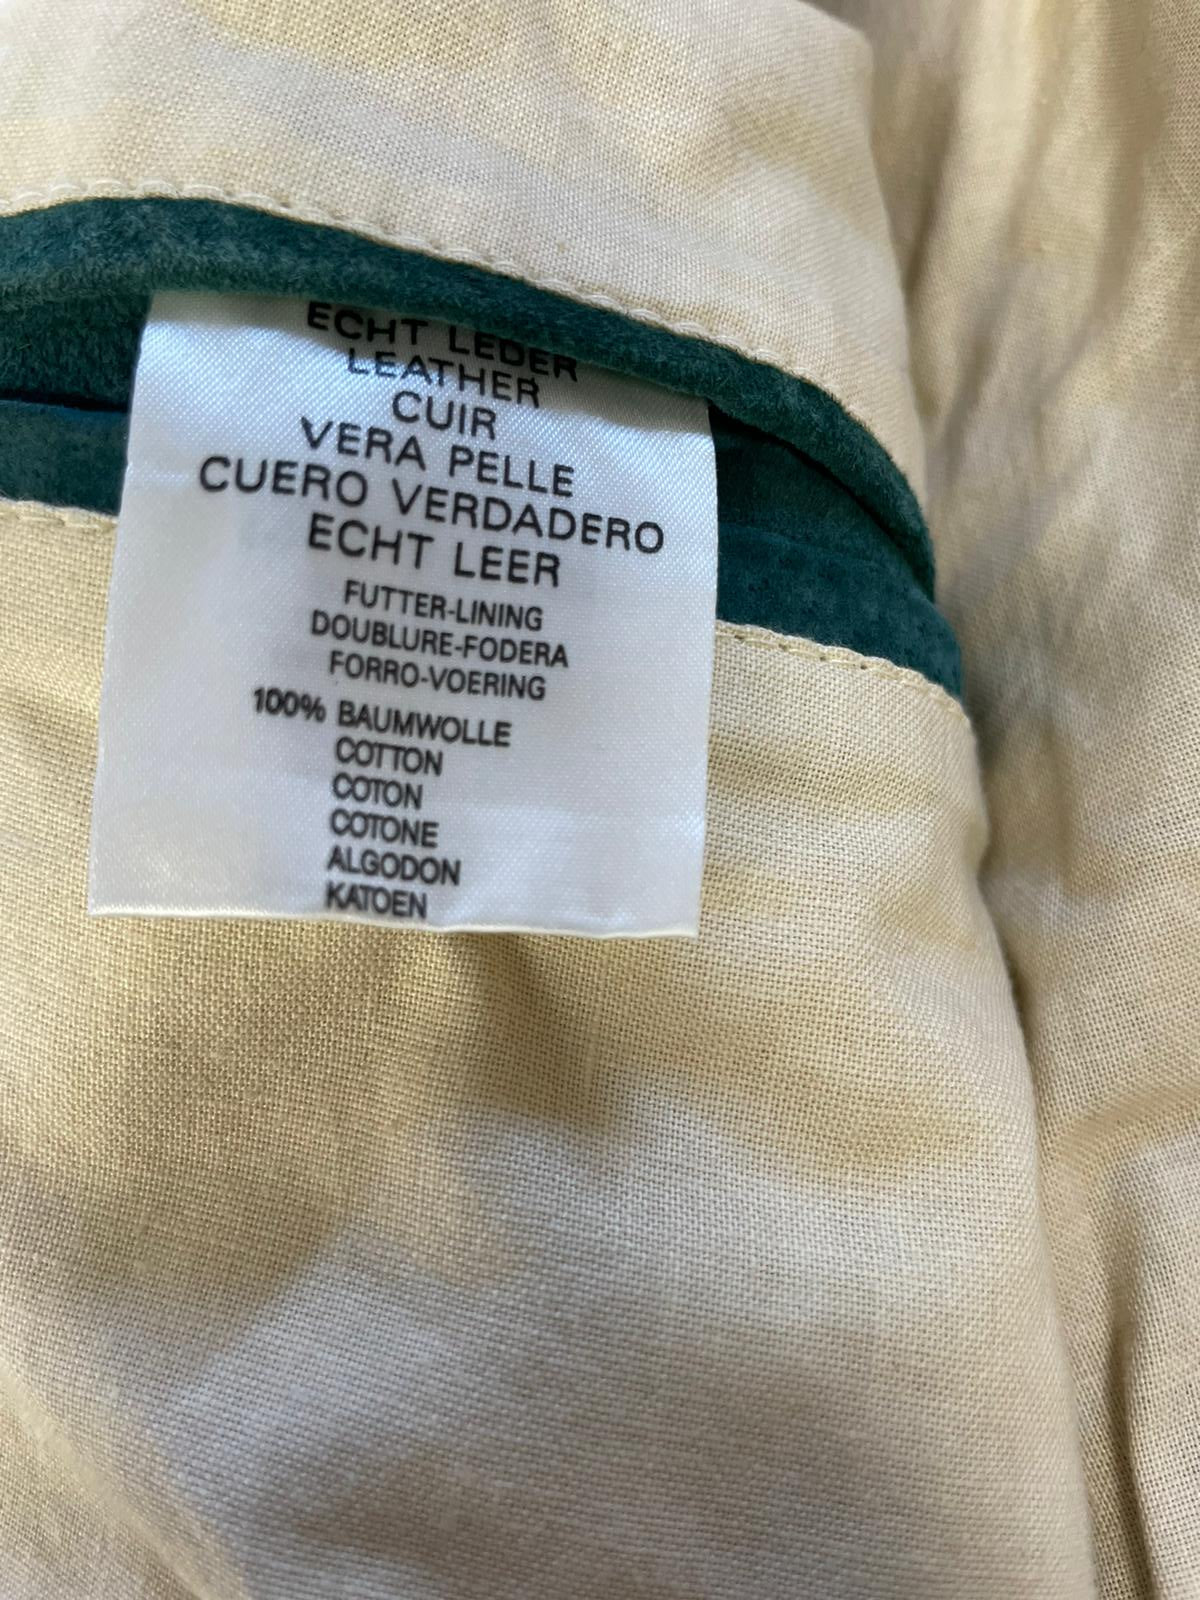 ECHT LEDER
LEATHER
CUIR
VERA PELLE
CUERO VERDADERO
ECHT LEER
FUTTER-LINING
DOUBLURE-FODERA
FORRO-VOERING
100% BAUMWOLLE
COTTON
COTON
COTONE
ALGODON
KATOEN